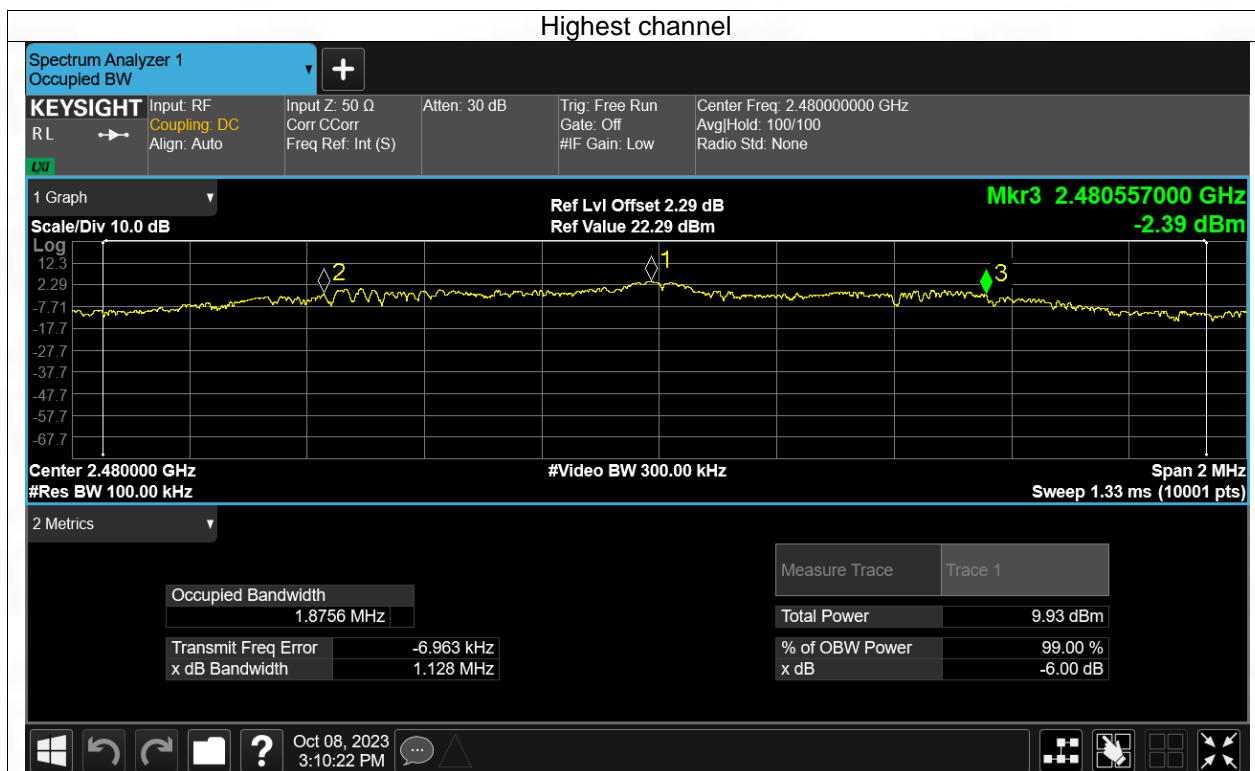 Highest channel
Spectrum Analyzer 1
Occupied BW
KEYSIGHT
R L
LXI
Input: RF
Coupling: DC
Align: Auto
Input Z: 50 Ω
Corr CCorr
Freq Ref: Int (S)
Atten: 30 dB
Trig: Free Run
Gate: Off
#IF Gain: Low
Center Freq: 2.480000000 GHz
Avg|Hold: 100/100
Radio Std: None
1 Graph
Scale/Div 10.0 dB
Ref Lvl Offset 2.29 dB
Ref Value 22.29 dBm
Mkr3 2.480557000 GHz
-2.39 dBm
Log
12.3
2.29
-7.71
-17.7
-27.7
-37.7
-47.7
-57.7
-67.7
2
1
3
Center 2.480000 GHz
#Res BW 100.00 kHz
#Video BW 300.00 kHz
Span 2 MHz
Sweep 1.33 ms (10001 pts)
2 Metrics
Measure Trace Trace 1
Occupied Bandwidth
1.8756 MHz
Total Power 9.93 dBm
Transmit Freq Error -6.963 kHz
% of OBW Power 99.00 %
x dB Bandwidth 1.128 MHz
x dB -6.00 dB
?
Oct 08, 2023
3:10:22 PM